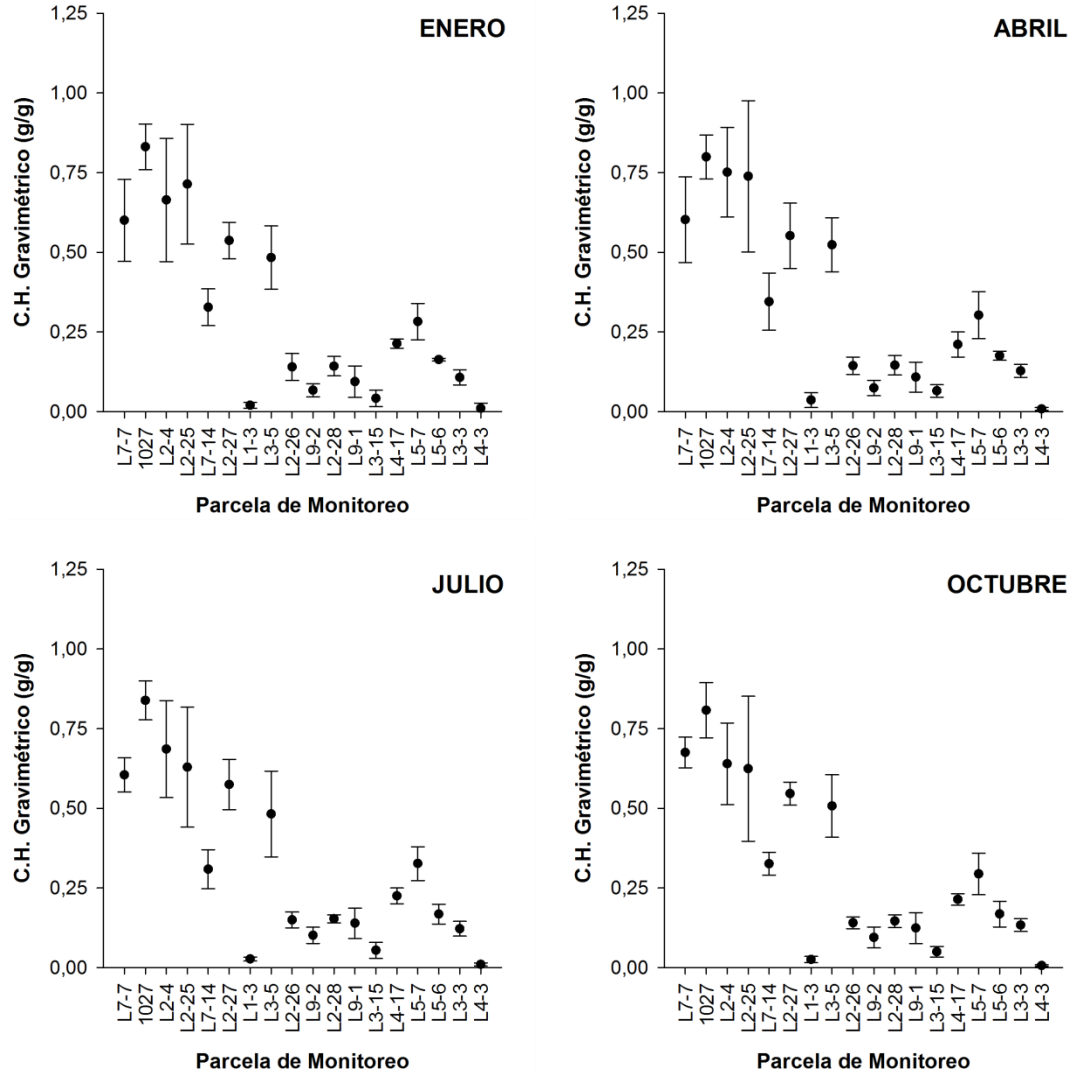 ENERO
C.H. Gravimétrico (g/g)
1,25
1,00
0,75
0,50
0,25
0,00
L7-7
1027
L2-4
L2-25
L7-14
L2-27
L1-3
L3-5
L2-26
L9-2
L2-28
L9-1
L3-15
L4-17
L5-7
L5-6
L3-3
L4-3
Parcela de Monitoreo
ABRIL
C.H. Gravimétrico (g/g)
1,25
1,00
0,75
0,50
0,25
0,00
L7-7
1027
L2-4
L2-25
L7-14
L2-27
L1-3
L3-5
L2-26
L9-2
L2-28
L9-1
L3-15
L4-17
L5-7
L5-6
L3-3
L4-3
Parcela de Monitoreo
JULIO
C.H. Gravimétrico (g/g)
1,25
1,00
0,75
0,50
0,25
0,00
L7-7
1027
L2-4
L2-25
L7-14
L2-27
L1-3
L3-5
L2-26
L9-2
L2-28
L9-1
L3-15
L4-17
L5-7
L5-6
L3-3
L4-3
Parcela de Monitoreo
OCTUBRE
C.H. Gravimétrico (g/g)
1,25
1,00
0,75
0,50
0,25
0,00
L7-7
1027
L2-4
L2-25
L7-14
L2-27
L1-3
L3-5
L2-26
L9-2
L2-28
L9-1
L3-15
L4-17
L5-7
L5-6
L3-3
L4-3
Parcela de Monitoreo